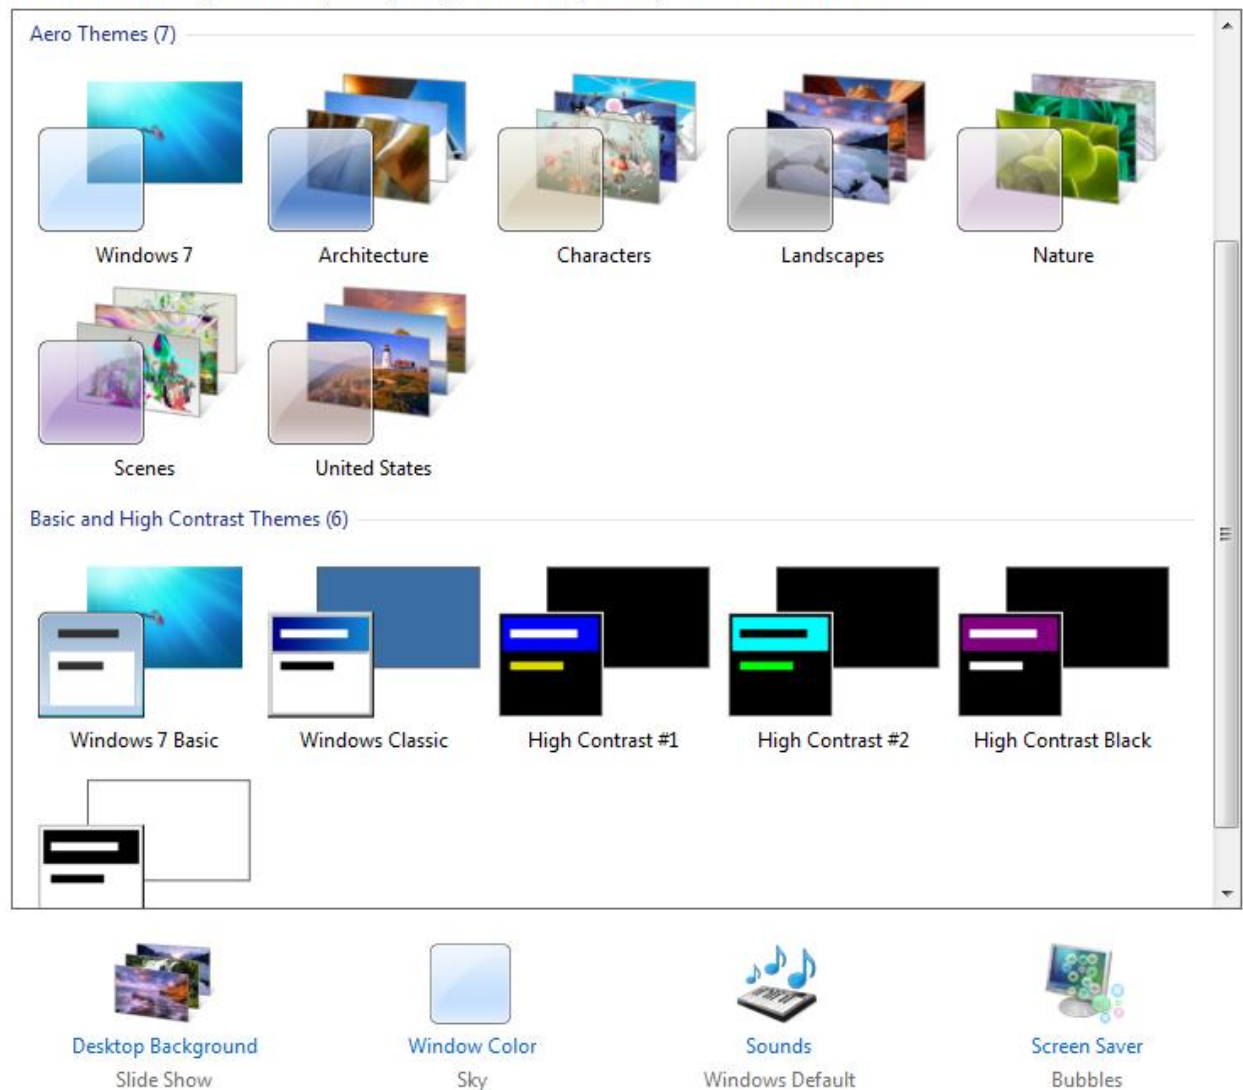 Aero Themes (7)
Windows 7
Architecture
Characters
Landscapes
Nature
Scenes
United States
Basic and High Contrast Themes (6)
Windows 7 Basic
Windows Classic
High Contrast #1
High Contrast #2
High Contrast Black
Desktop Background
Window Color
Sounds
Screen Saver
Slide Show
Sky
Windows Default
Bubbles